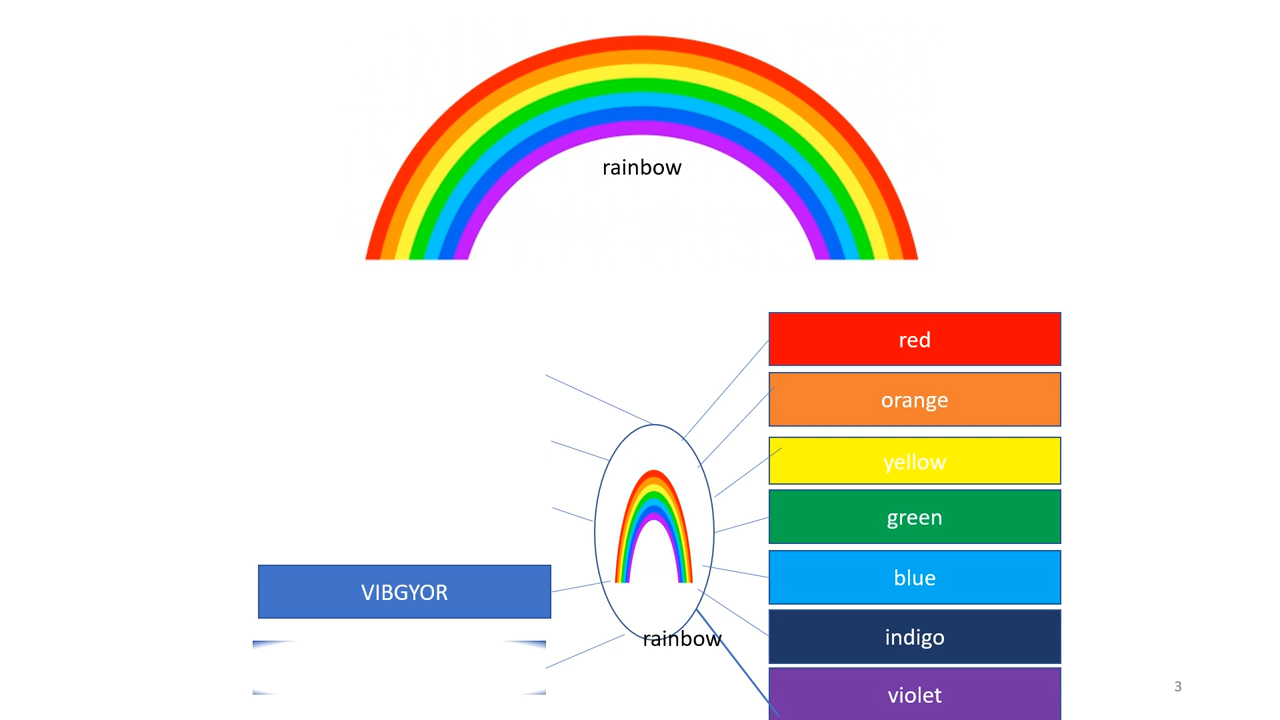 rainbow
red
orange
yellow
green
blue
indigo
violet
VIBGYOR
rainbow
3